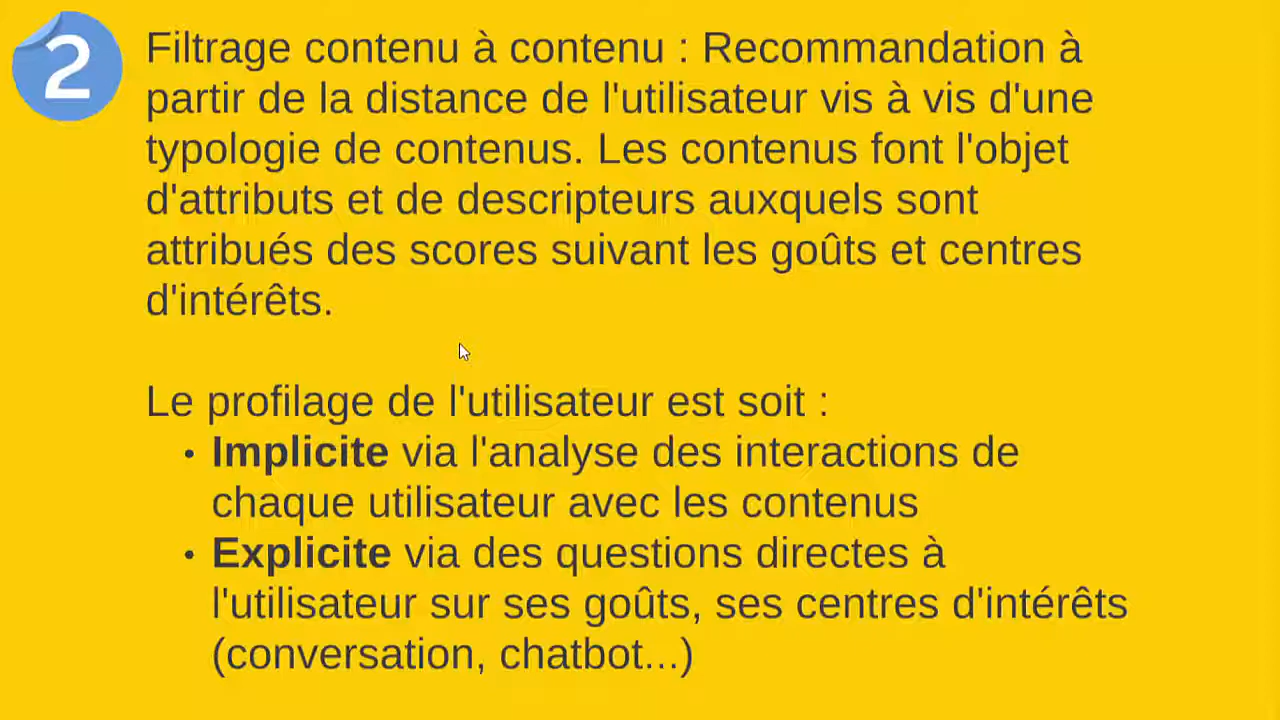 2
Filtrage contenu à contenu : Recommandation à
partir de la distance de l'utilisateur vis à vis d'une
typologie de contenus. Les contenus font l'objet
d'attributs et de descripteurs auxquels sont
attribués des scores suivant les goûts et centres
d'intérêts.
Le profilage de l'utilisateur est soit :
• Implicite via l'analyse des interactions de
chaque utilisateur avec les contenus
• Explicite via des questions directes à
l'utilisateur sur ses goûts, ses centres d'intérêts
(conversation, chatbot...)